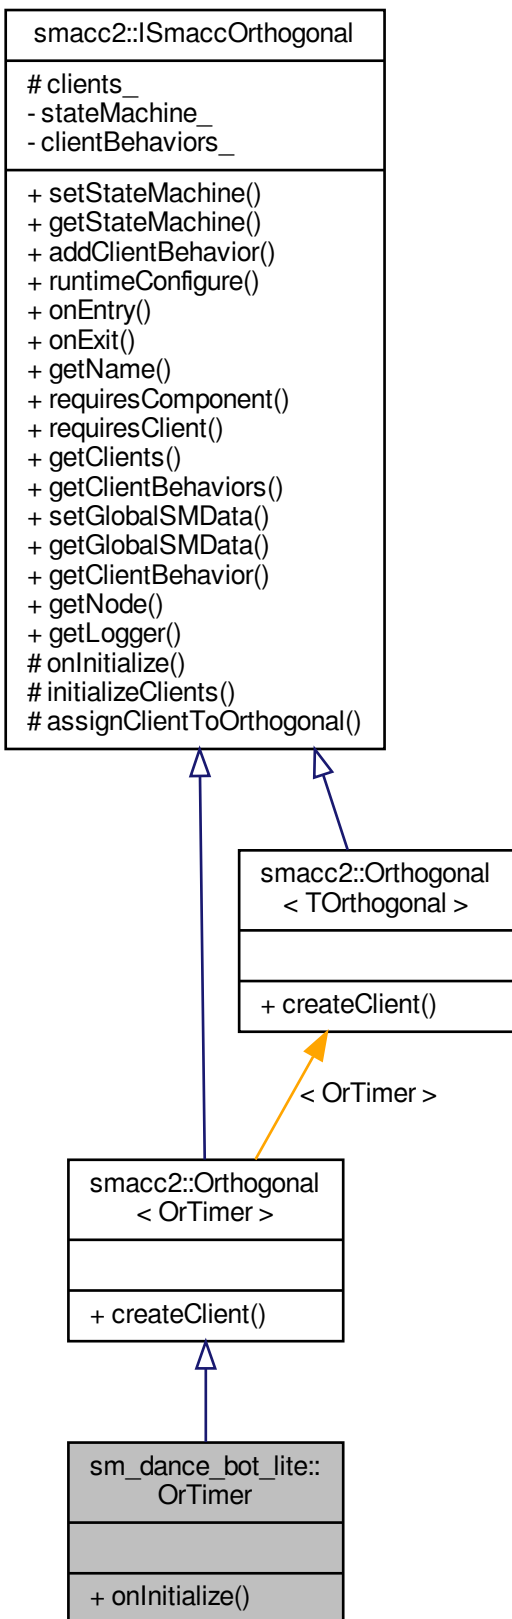 smacc2::ISmaccOrthogonal
# clients_
- stateMachine_
- clientBehaviors_
+ setStateMachine()
+ getStateMachine()
+ addClientBehavior()
+ runtimeConfigure()
+ onEntry()
+ onExit()
+ getName()
+ requiresComponent()
+ requiresClient()
+ getClients()
+ getClientBehaviors()
+ setGlobalSMData()
+ getGlobalSMData()
+ getClientBehavior()
+ getNode()
+ getLogger()
# onInitialize()
# initializeClients()
# assignClientToOrthogonal()
smacc2::Orthogonal
< TOrthogonal >
+ createClient()
< OrTimer >
smacc2::Orthogonal
< OrTimer >
+ createClient()
sm_dance_bot_lite::
OrTimer
+ onInitialize()